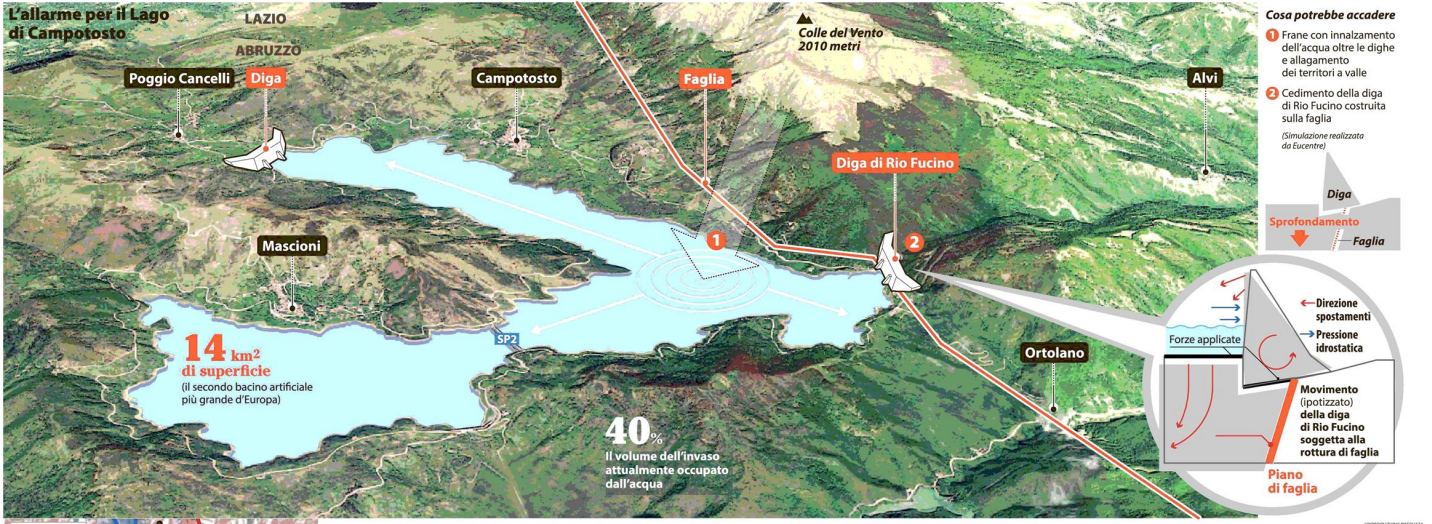 L'allarme per il Lago
di Campotosto
LAZIO
ABRUZZO
Poggio Cancelli
Diga
Campotosto
Faglia
Colle del Vento
2010 metri
Alvi
Diga di Rio Fucino
1
2
Mascioni
SP2
14 km²
di superficie
(il secondo bacino artificiale
più grande d'Europa)
40%
Il volume dell'invaso
attualmente occupato
dall'acqua
Ortolano
Cosa potrebbe accadere
1 Frane con innalzamento
dell'acqua oltre le dighe
e allagamento
dei territori a valle
2 Cedimento della diga
di Rio Fucino costruita
sulla faglia
(Simulazione realizzata
da Eucentre)
Diga
Sprofondamento
Faglia
Direzione
spostamenti
Pressione
idrostatica
Forze applicate
Movimento
(ipotizzato)
della diga
di Rio Fucino
soggetta alla
rottura di faglia
Piano
di faglia